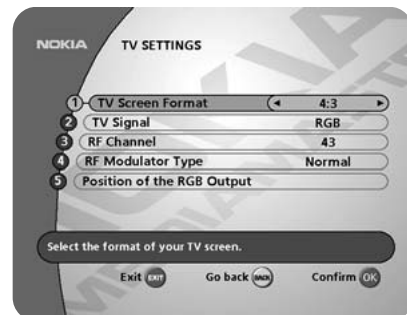 NOKIA TV SETTINGS
1 TV Screen Format 4:3
2 TV Signal RGB
3 RF Channel 43
4 RF Modulator Type Normal
5 Position of the RGB Output
Select the format of your TV screen.
Exit EXIT Go back BACK Confirm OK
NOKIA
MEDIAMASTER